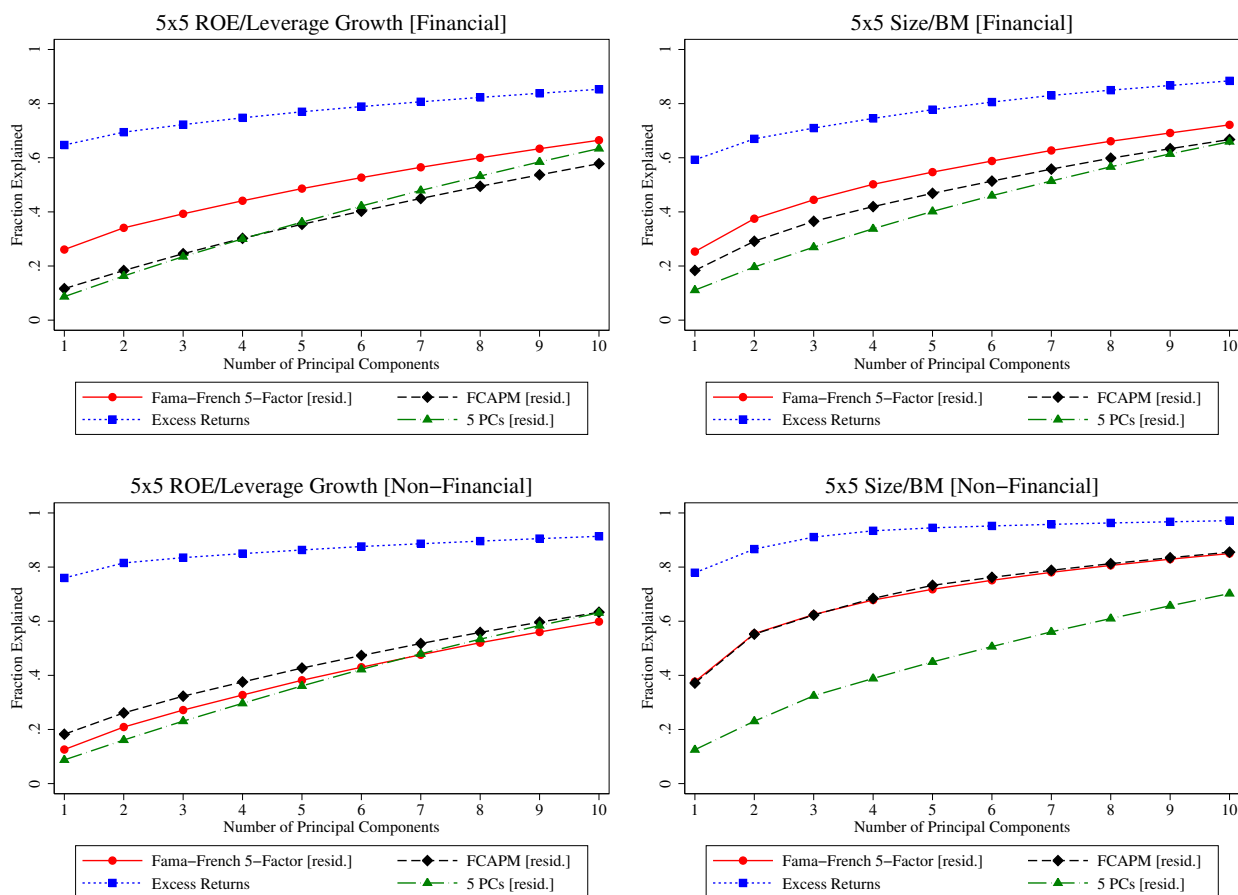 5x5 ROE/Leverage Growth [Financial]
Fraction Explained
0 .2 .4 .6 .8 1
1 2 3 4 5 6 7 8 9 10
Number of Principal Components
Fama−French 5−Factor [resid.] FCAPM [resid.]
Excess Returns 5 PCs [resid.]
5x5 Size/BM [Financial]
Fraction Explained
0 .2 .4 .6 .8 1
1 2 3 4 5 6 7 8 9 10
Number of Principal Components
Fama−French 5−Factor [resid.] FCAPM [resid.]
Excess Returns 5 PCs [resid.]
5x5 ROE/Leverage Growth [Non−Financial]
Fraction Explained
0 .2 .4 .6 .8 1
1 2 3 4 5 6 7 8 9 10
Number of Principal Components
Fama−French 5−Factor [resid.] FCAPM [resid.]
Excess Returns 5 PCs [resid.]
5x5 Size/BM [Non−Financial]
Fraction Explained
0 .2 .4 .6 .8 1
1 2 3 4 5 6 7 8 9 10
Number of Principal Components
Fama−French 5−Factor [resid.] FCAPM [resid.]
Excess Returns 5 PCs [resid.]